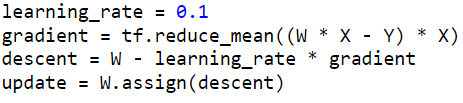 learning_rate = 0.1
gradient = tf.reduce_mean((W * X - Y) * X)
descent = W - learning_rate * gradient
update = W.assign(descent)